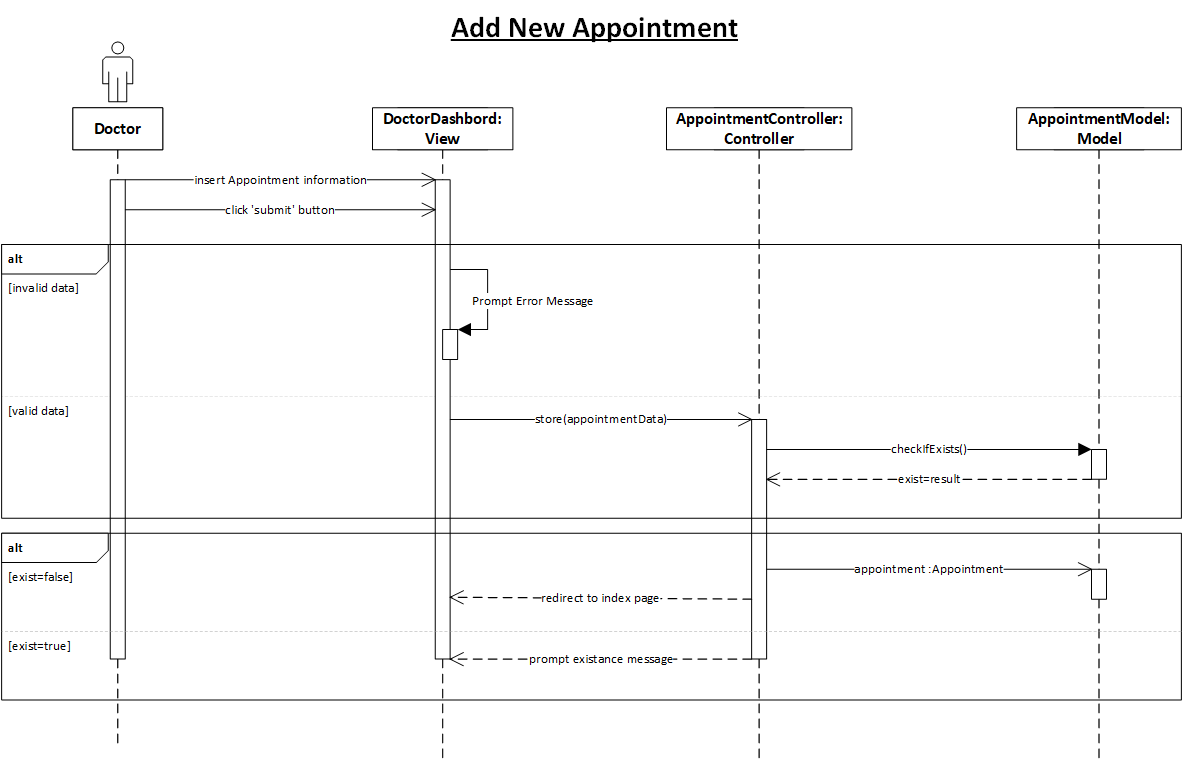 Add New Appointment
Doctor
DoctorDashbord:
View
AppointmentController:
Controller
AppointmentModel:
Model
insert Appointment information
click 'submit' button
alt
[invalid data]
Prompt Error Message
[valid data]
store(appointmentData)
checkIfExists()
exist=result
alt
[exist=false]
appointment :Appointment
redirect to index page
[exist=true]
prompt existance message